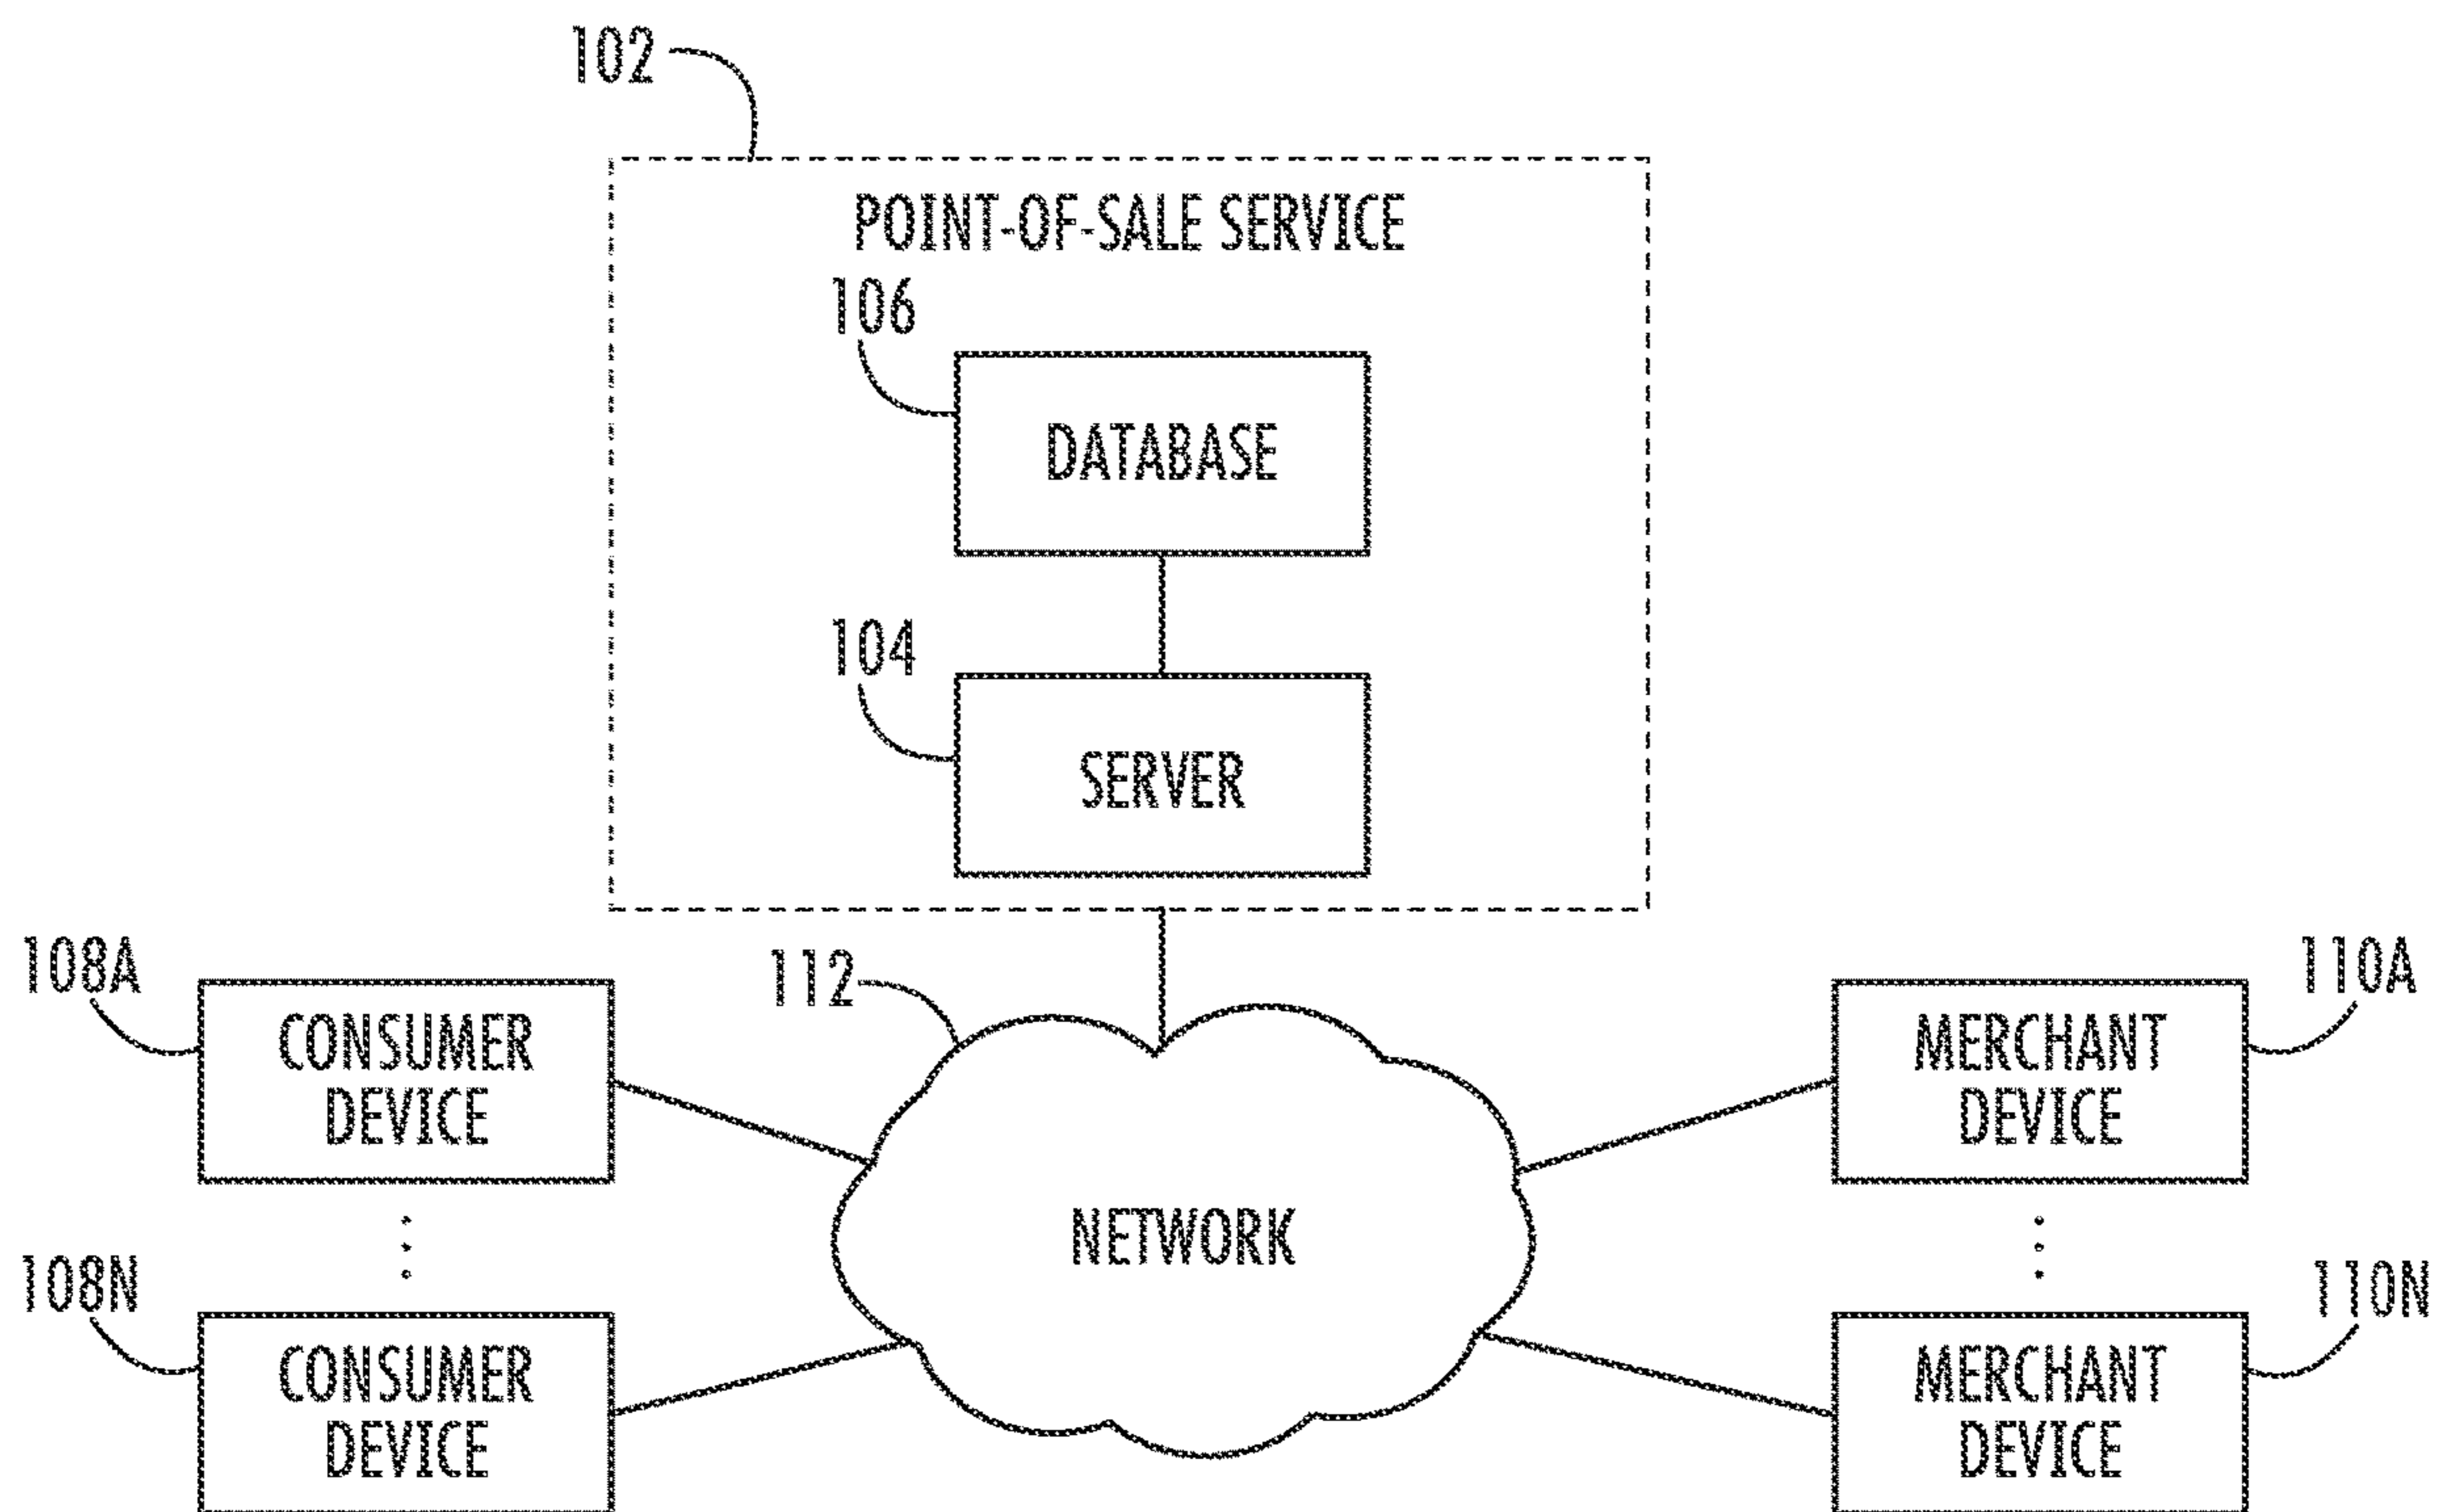 102
POINT-OF-SALE SERVICE
106
DATABASE
104
SERVER
108A
CONSUMER
DEVICE
112
110A
MERCHANT
DEVICE
NETWORK
108N
CONSUMER
DEVICE
110N
MERCHANT
DEVICE